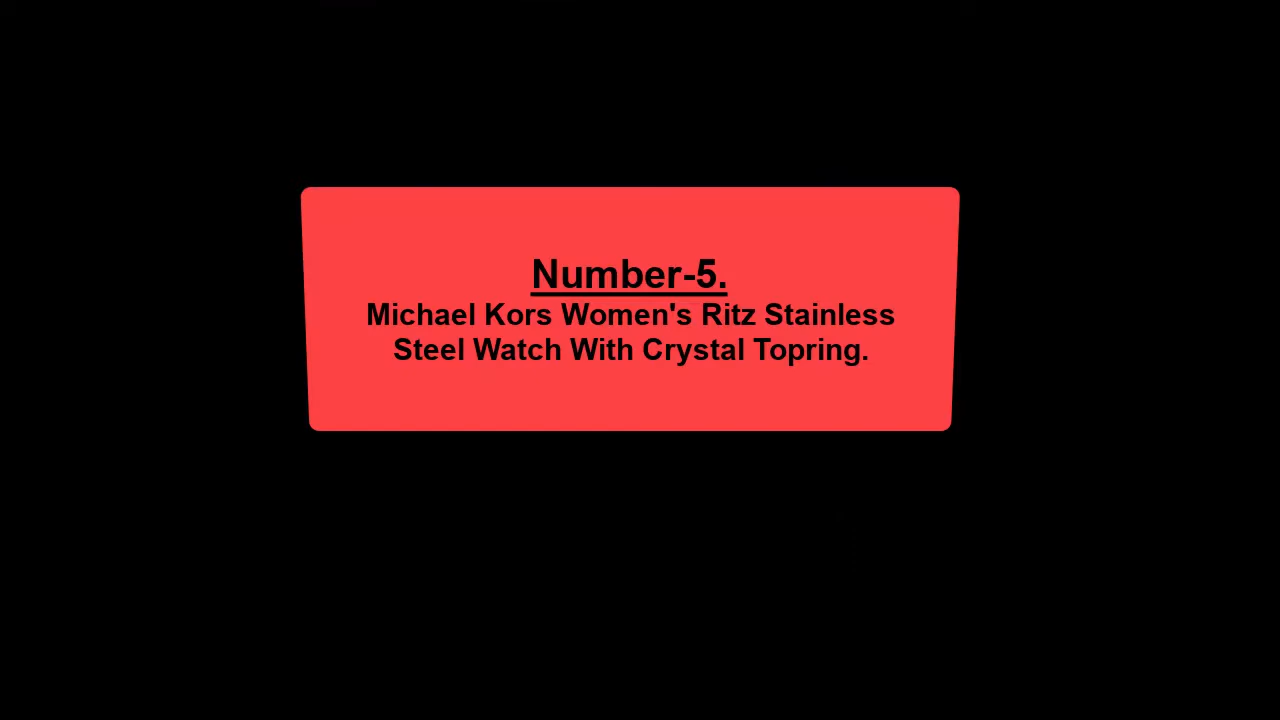 Number-5.
Michael Kors Women's Ritz Stainless
Steel Watch With Crystal Topring.